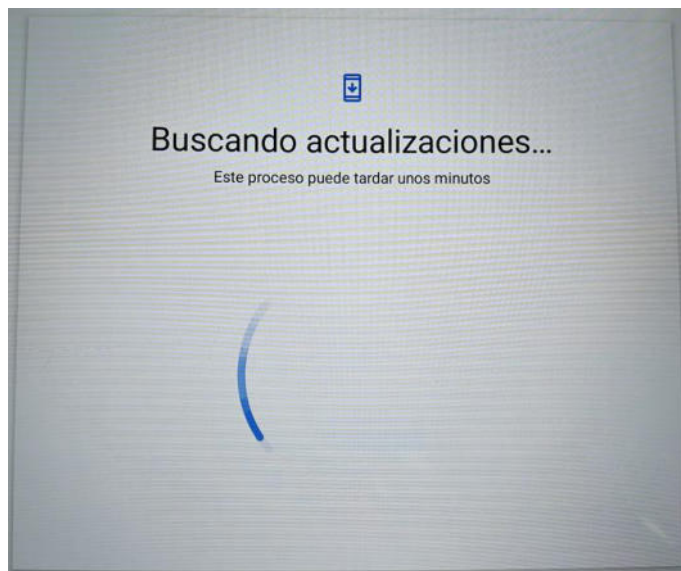 Buscando actualizaciones...
Este proceso puede tardar unos minutos